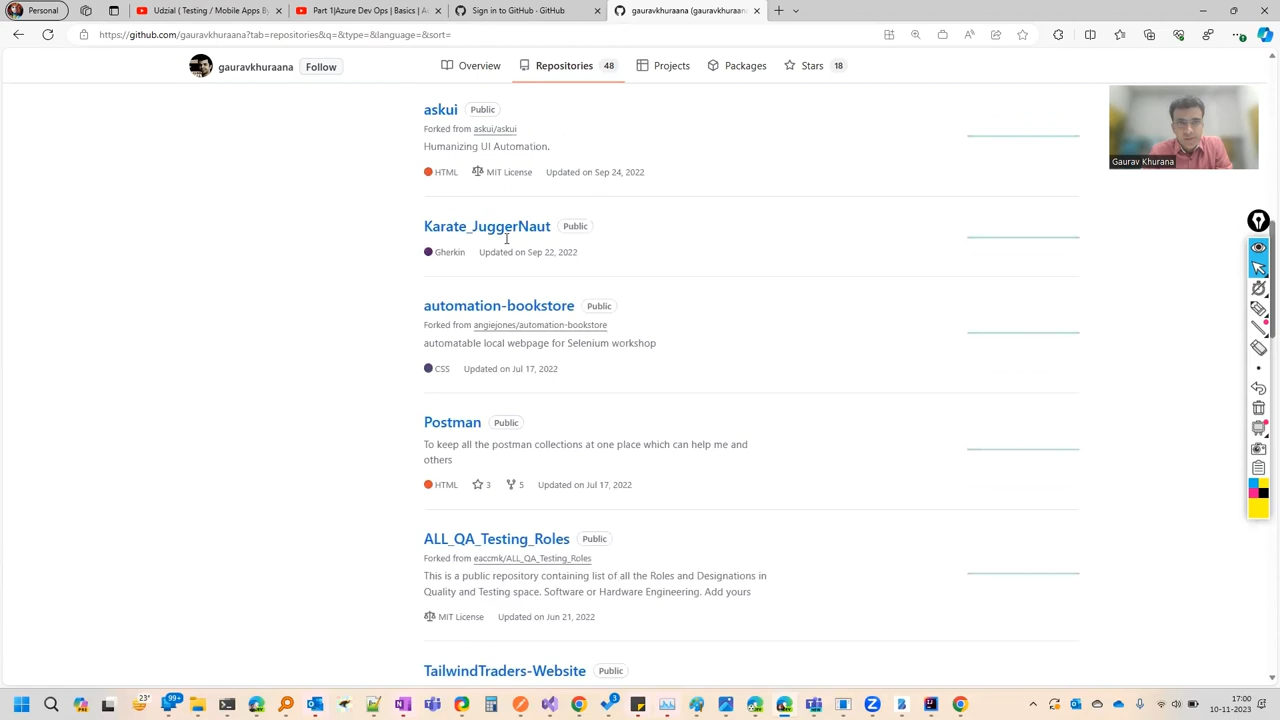 Personal
Udzial ( Testing / Mobile Apps
Part 1|Azure Dev Ops | Basics |
Sign in to GitHub · GitHub
gauravkhuraana (gauravkhuraana
https://github.com/gauravkhuraana?tab=repositories&q=&type=&language=&sort=
gauravkhuraana Follow
Overview Repositories 48 Projects Packages Stars 18
askui Public
Forked from askui/askui
Humanizing UI Automation.
HTML MIT License Updated on Sep 24, 2022
Gaurav Khurana
Karate_JuggerNaut Public
Gherkin Updated on Sep 22, 2022
automation-bookstore Public
Forked from angiejones/automation-bookstore
automatable local webpage for Selenium workshop
CSS Updated on Jul 17, 2022
Postman Public
To keep all the postman collections at one place which can help me and
others
HTML 3 5 Updated on Jul 17, 2022
ALL_QA_Testing_Roles Public
Forked from eaccmk/ALL_QA_Testing_Roles
This is a public repository containing list of all the Roles and Designations in
Quality and Testing space. Software or Hardware Engineering. Add yours
MIT License Updated on Jun 21, 2022
TailwindTraders-Website Public
23°
99+
3
ENG
17:00
10-11-2023